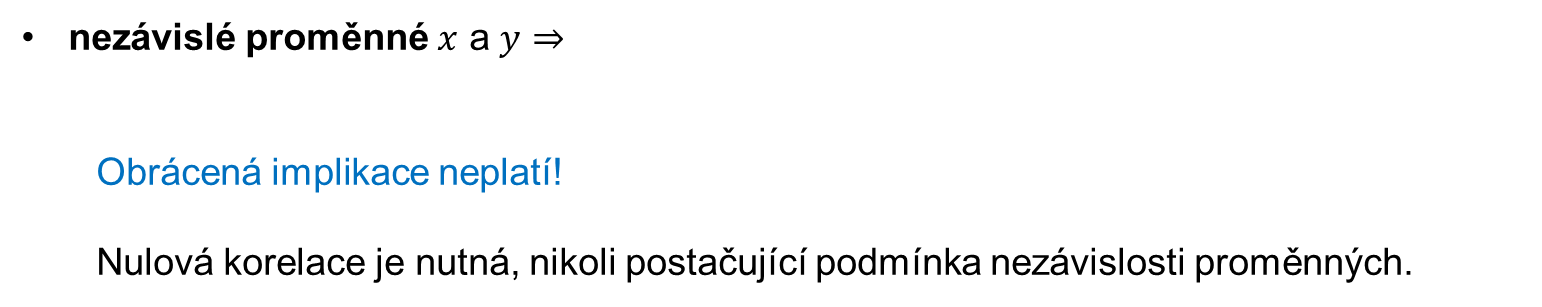 • nezávislé proměnné x a y ⇒
Obrácená implikace neplatí!
Nulová korelace je nutná, nikoli postačující podmínka nezávislosti proměnných.